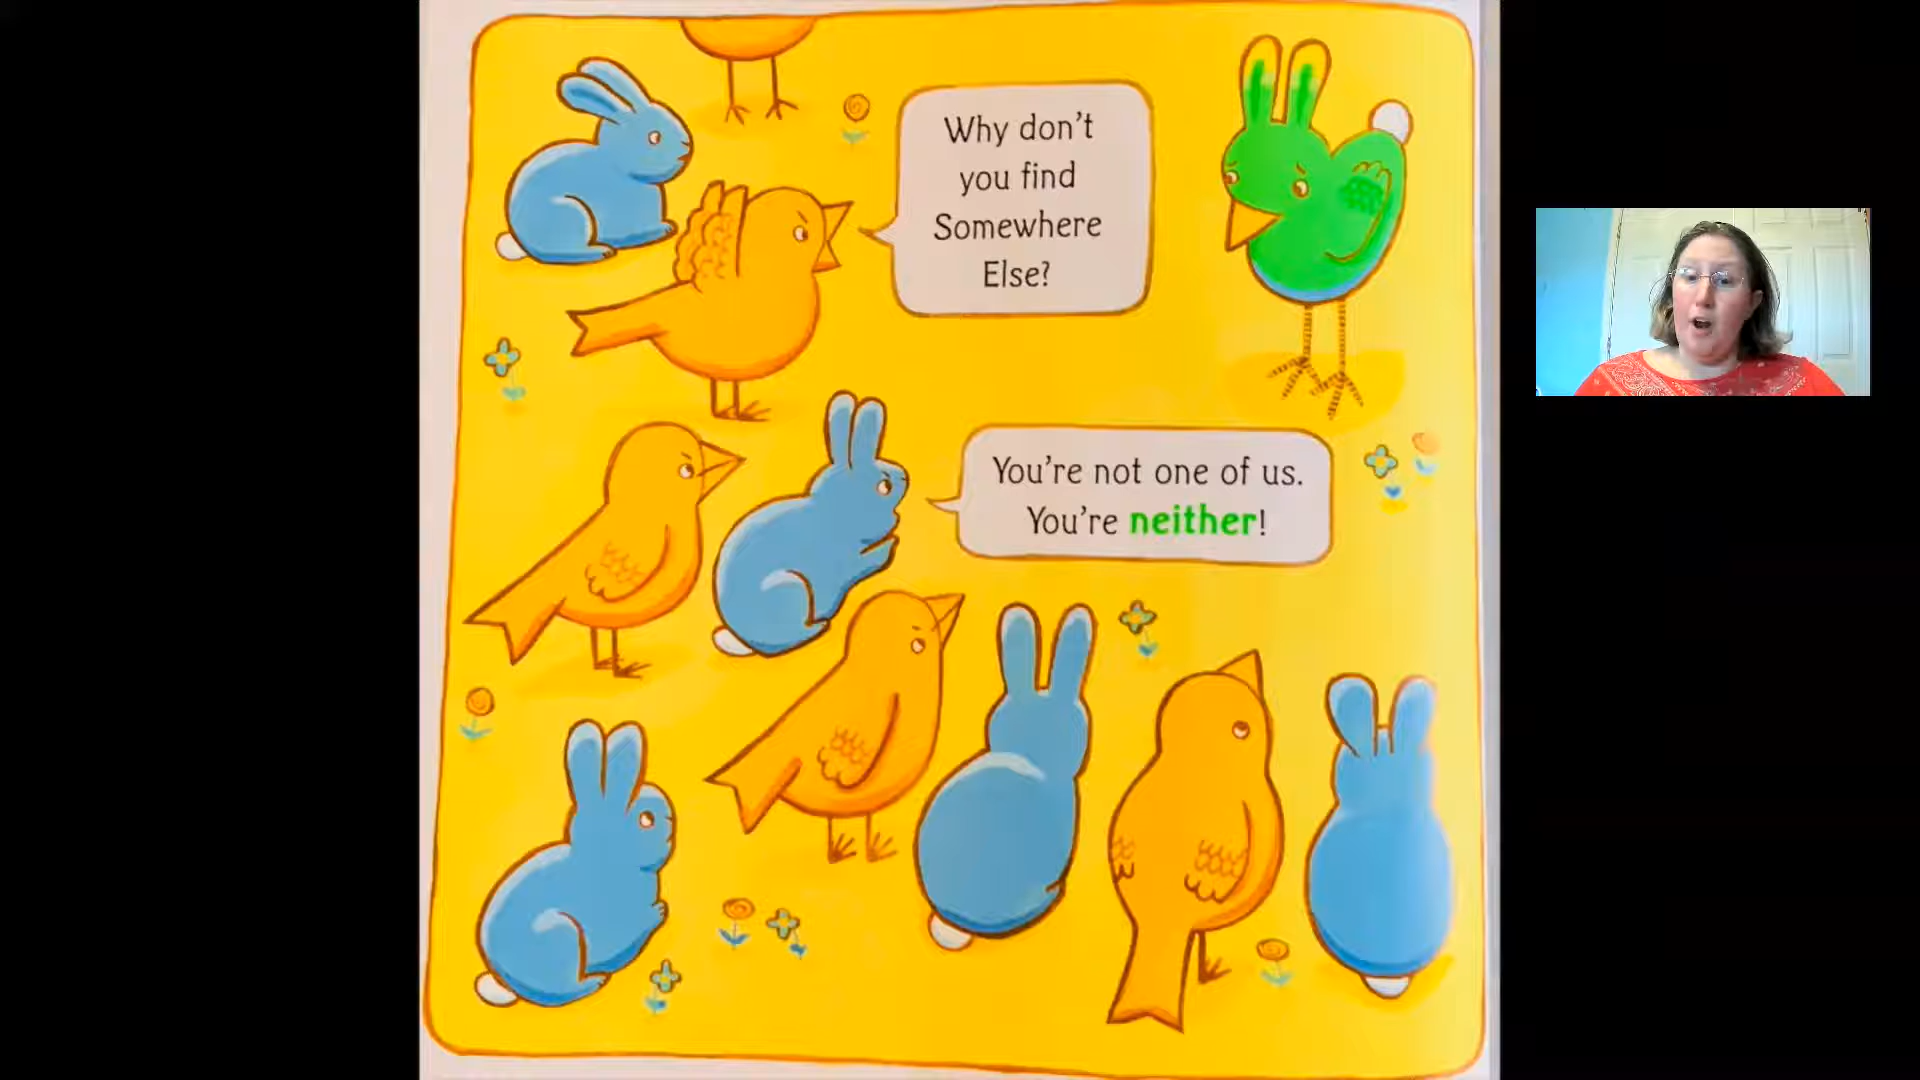 Why don't
you find
Somewhere
Else?
You're not one of us.
You're neither!